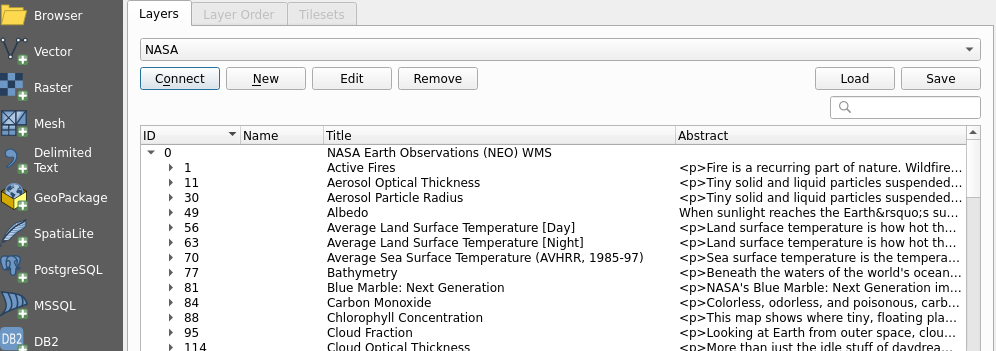 Browser
Vector
Raster
Mesh
Delimited
Text
GeoPackage
SpatiaLite
PostgreSQL
MSSQL
DB2
DB2
Layers Layer Order Tilesets
NASA
Connect New Edit Remove Load Save
ID Name Title Abstract
0 NASA Earth Observations (NEO) WMS
1 Active Fires <p>Fire is a recurring part of nature. Wildfire...
11 Aerosol Optical Thickness <p>Tiny solid and liquid particles suspended...
30 Aerosol Particle Radius <p>Tiny solid and liquid particles suspended...
49 Albedo When sunlight reaches the Earth&rsquo;s su...
56 Average Land Surface Temperature [Day] <p>Land surface temperature is how hot th...
63 Average Land Surface Temperature [Night] <p>Land surface temperature is how hot th...
70 Average Sea Surface Temperature (AVHRR, 1985-97) <p>Sea surface temperature is the tempera...
77 Bathymetry <p>Beneath the waters of the world's ocean...
81 Blue Marble: Next Generation <p>NASA's Blue Marble: Next Generation im...
84 Carbon Monoxide <p>Colorless, odorless, and poisonous, carb...
88 Chlorophyll Concentration <p>This map shows where tiny, floating pla...
95 Cloud Fraction <p>Looking at Earth from outer space, clou...
114 Cloud Optical Thickness <p>More than just the idle stuff of daydrea...